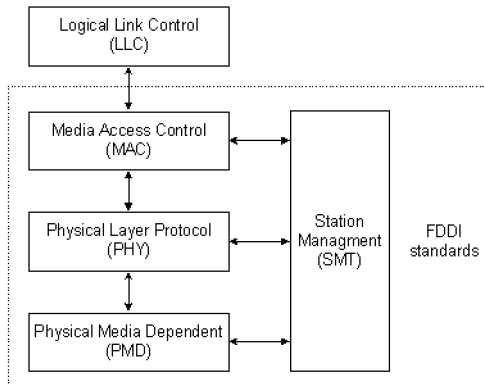 Logical Link Control
(LLC)
Media Access Control
(MAC)
Physical Layer Protocol
(PHY)
Physical Media Dependent
(PMD)
Station
Managment
(SMT)
FDDI
standards